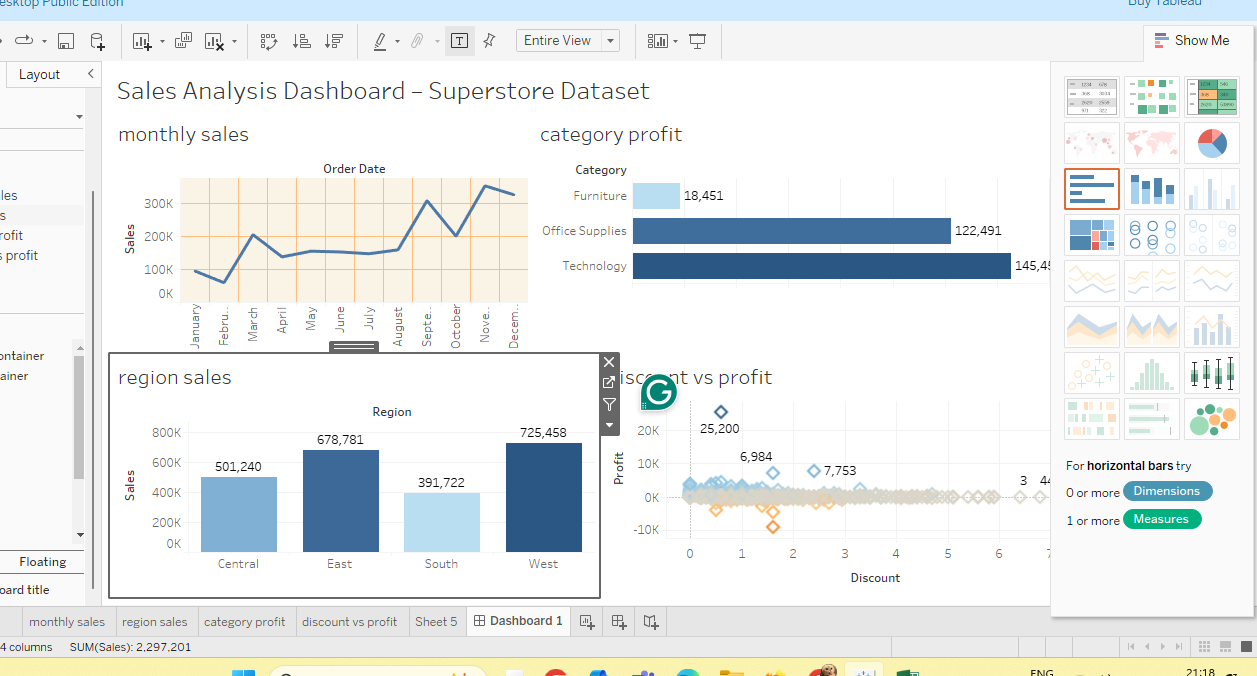 esktop Public Edition
Buy Tableau
Entire View
Show Me
Layout
Sales Analysis Dashboard – Superstore Dataset
monthly sales
category profit
Order Date
Sales
300K
200K
100K
0K
January
Febru..
March
April
May
June
July
August
Septe..
October
Nove..
Decem..
Category
Furniture
18,451
Office Supplies
122,491
Technology
145,45
les
s
rofit
s profit
ontainer
ainer
Floating
oard title
region sales
Region
Sales
800K
600K
400K
200K
0K
501,240
678,781
391,722
725,458
Central
East
South
West
iscount vs profit
Profit
20K
10K
0K
-10K
25,200
6,984
7,753
3
44
0
1
2
3
4
5
6
7
Discount
For horizontal bars try
0 or more Dimensions
1 or more Measures
monthly sales
region sales
category profit
discount vs profit
Sheet 5
Dashboard 1
4 columns
SUM(Sales): 2,297,201
ENG
21:18